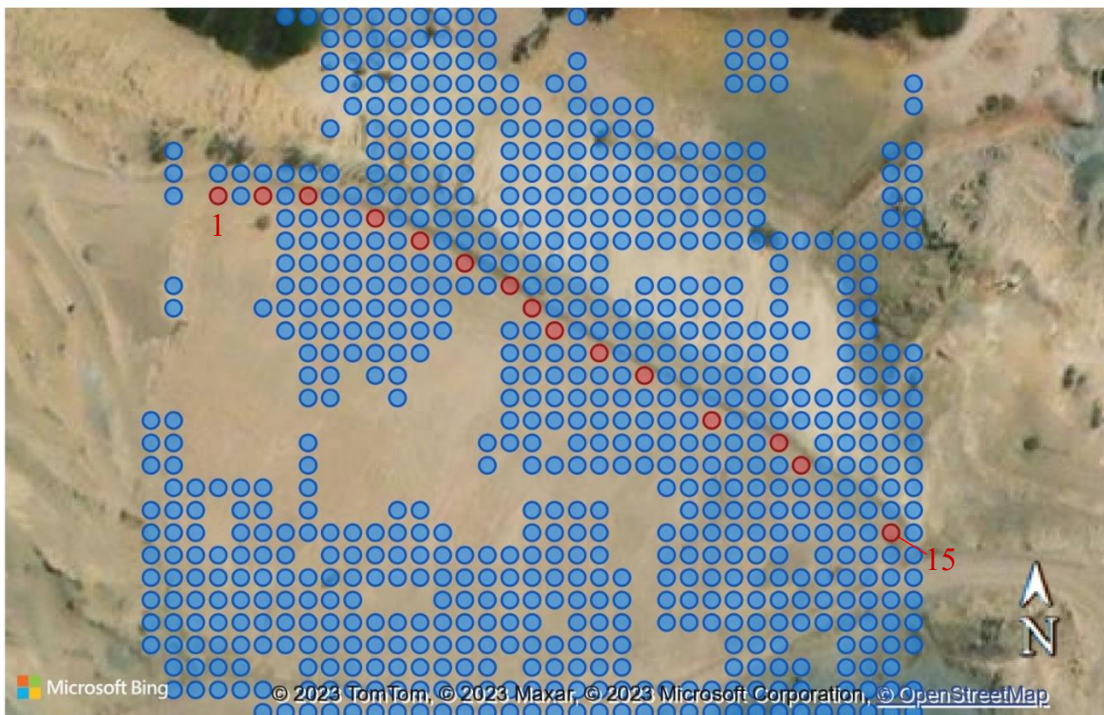 1
15
N
Microsoft Bing
© 2023 TomTom, © 2023 Maxar, © 2023 Microsoft Corporation, © OpenStreetMap